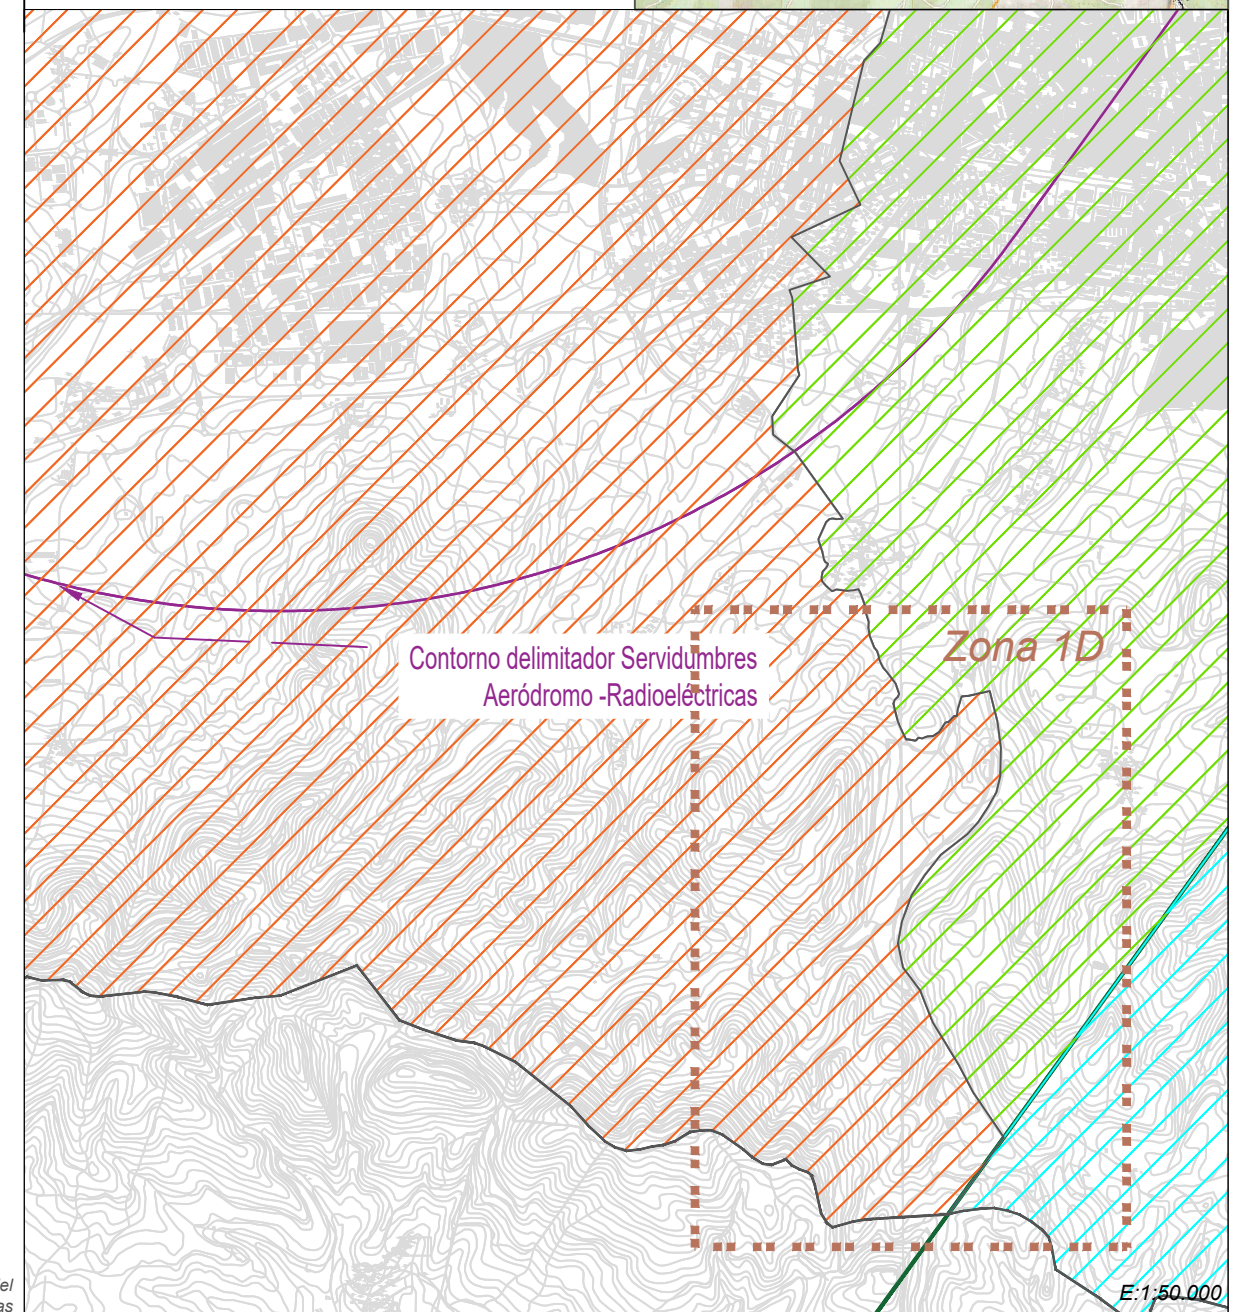 Zona 1D
Contorno delimitador Servidumbres
Aeródromo -Radioeléctricas
E:1:50.000